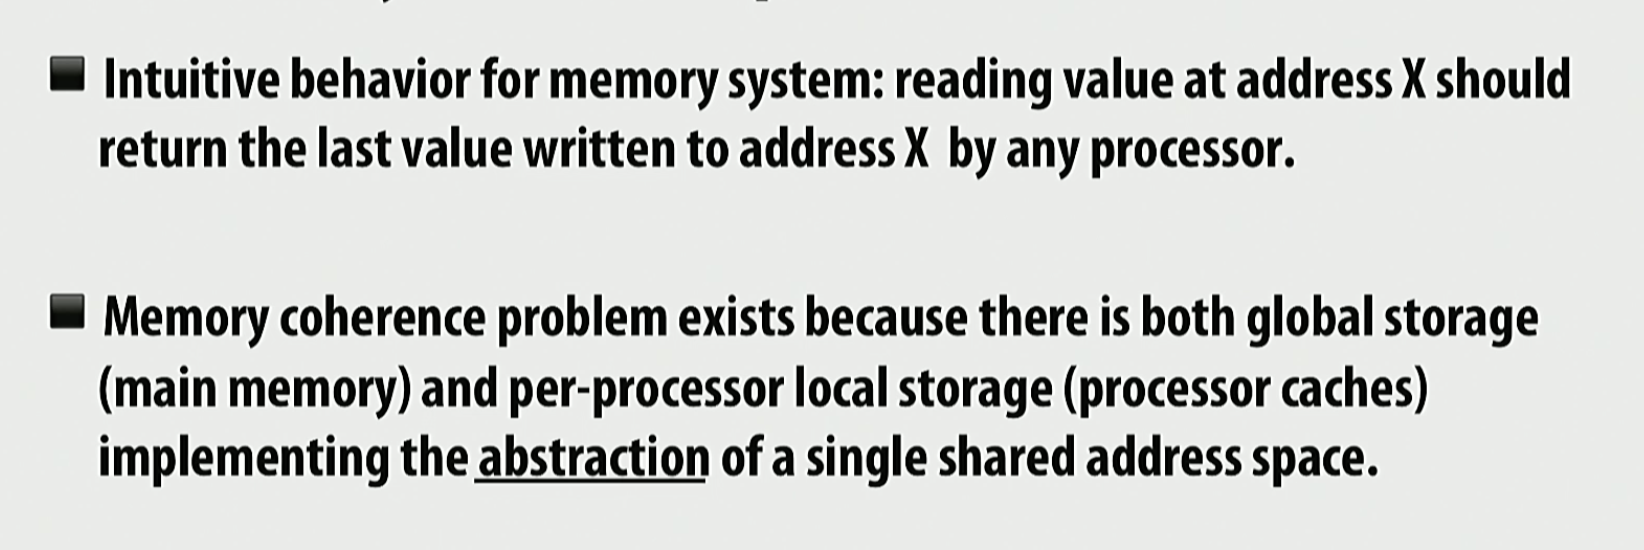 Intuitive behavior for memory system: reading value at address X should
return the last value written to address X by any processor.
Memory coherence problem exists because there is both global storage
(main memory) and per-processor local storage (processor caches)
implementing the abstraction of a single shared address space.